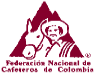 Federación Nacional de
Cafeteros de Colombia
®